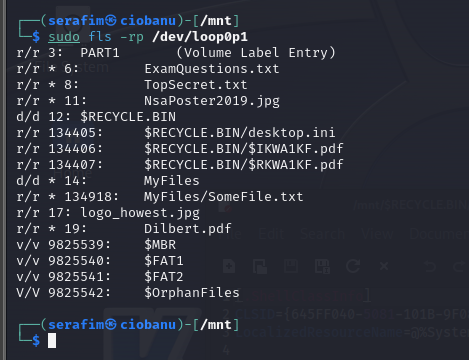 ┌──(serafim㉿ciobanu)-[/mnt]
└─$ sudo fls -rp /dev/loop0p1
r/r 3:  PART1       (Volume Label Entry)
r/r * 6:        ExamQuestions.txt
r/r * 8:        TopSecret.txt
r/r * 11:       NsaPoster2019.jpg
d/d 12: $RECYCLE.BIN
r/r 134405:     $RECYCLE.BIN/desktop.ini
r/r 134406:     $RECYCLE.BIN/$IKWA1KF.pdf
r/r 134407:     $RECYCLE.BIN/$RKWA1KF.pdf
d/d * 14:       MyFiles
r/r * 134918:   MyFiles/SomeFile.txt
r/r 17: logo_howest.jpg
r/r * 19:       Dilbert.pdf
v/v 9825539:    $MBR
v/v 9825540:    $FAT1
v/v 9825541:    $FAT2
V/V 9825542:    $OrphanFiles
┌──(serafim㉿ciobanu)-[/mnt]
└─$